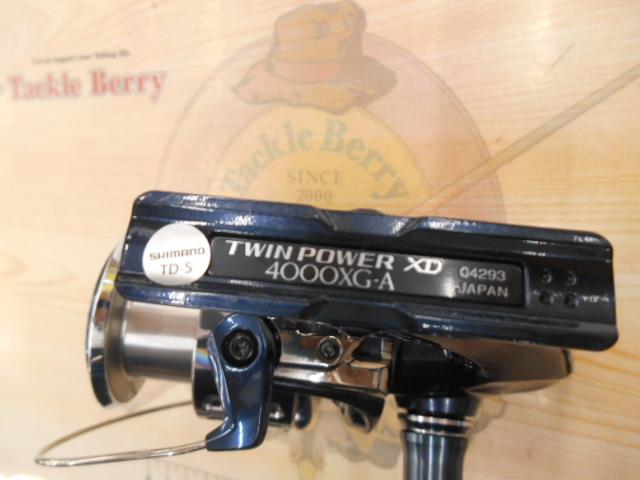 Tackle Berry
Tackle Berry
SINCE
2000
SHIMANO
TD-S
TWIN POWER XD
4000XG-A
04293
JAPAN